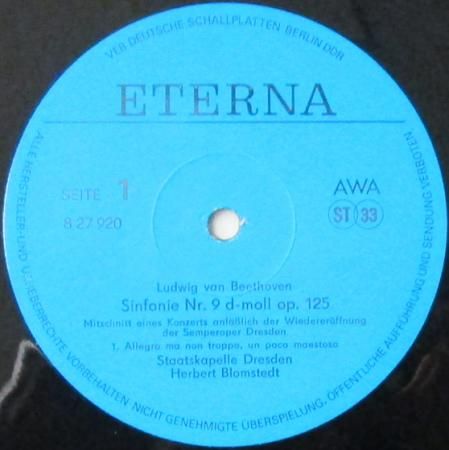 VEB DEUTSCHE SCHALLPLATTEN BERLIN DDR
ETERNA
SEITE 1
8 27 920
AWA
ST 33
Ludwig van Beethoven
Sinfonie Nr. 9 d-moll op. 125
Mitschnitt eines Konzerts anläßlich der Wiedereröffnung
der Semperoper Dresden
1. Allegro ma non troppo, un poco maestoso
Staatskapelle Dresden
Herbert Blomstedt
ALLE HERSTELLER- UND URHEBERRECHTE VORBEHALTEN NICHT GENEHMIGTE ÜBERSPIELUNG, ÖFFENTLICHE AUFFÜHRUNG UND SENDUNG VERBOTEN